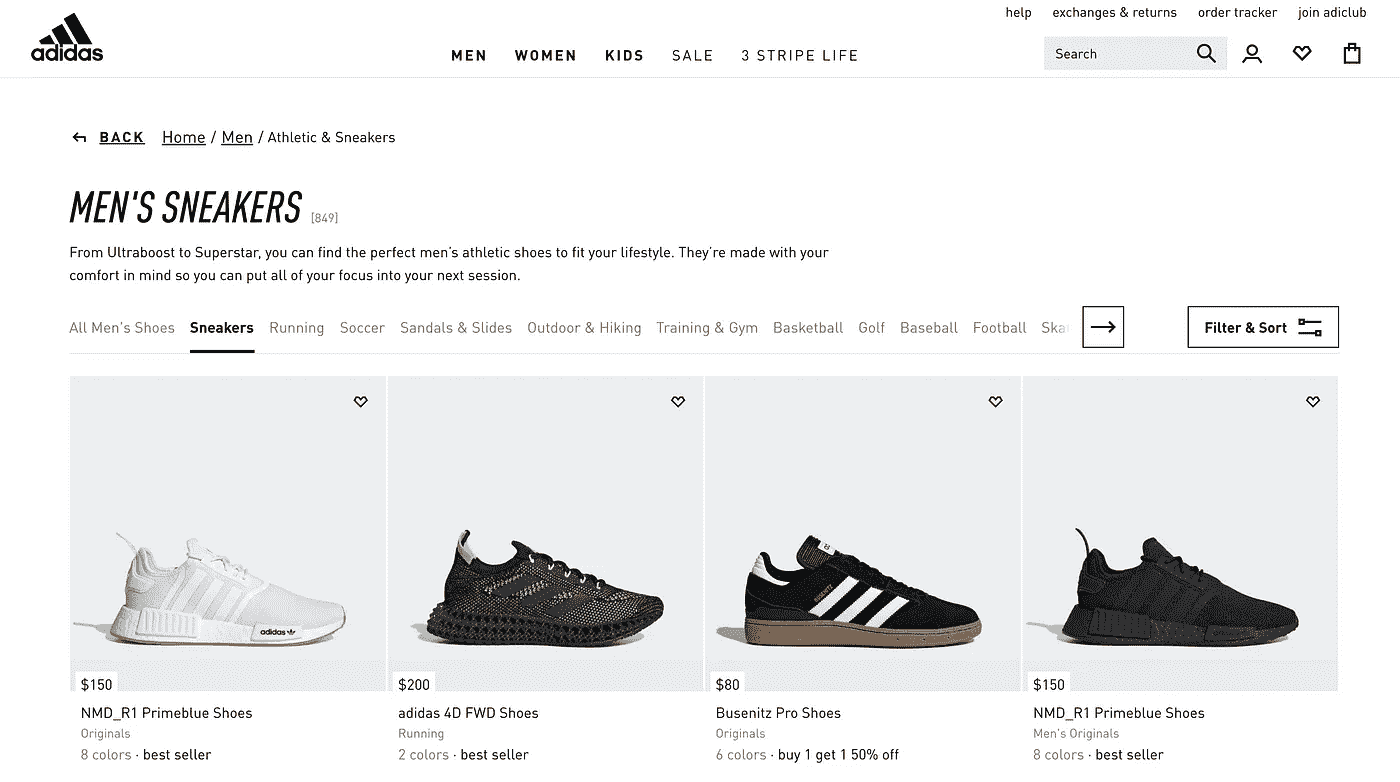 help exchanges & returns order tracker join adiclub
adidas
MEN WOMEN KIDS SALE 3 STRIPE LIFE
Search
BACK Home / Men / Athletic & Sneakers
MEN'S SNEAKERS [849]
From Ultraboost to Superstar, you can find the perfect men's athletic shoes to fit your lifestyle. They're made with your
comfort in mind so you can put all of your focus into your next session.
All Men's Shoes Sneakers Running Soccer Sandals & Slides Outdoor & Hiking Training & Gym Basketball Golf Baseball Football Ska
Filter & Sort
adidas
BUSENITZ
$150 $200 $80 $150
NMD_R1 Primeblue Shoes adidas 4D FWD Shoes Busenitz Pro Shoes NMD_R1 Primeblue Shoes
Originals Running Originals Men's Originals
8 colors · best seller 2 colors · best seller 6 colors · buy 1 get 1 50% off 8 colors · best seller